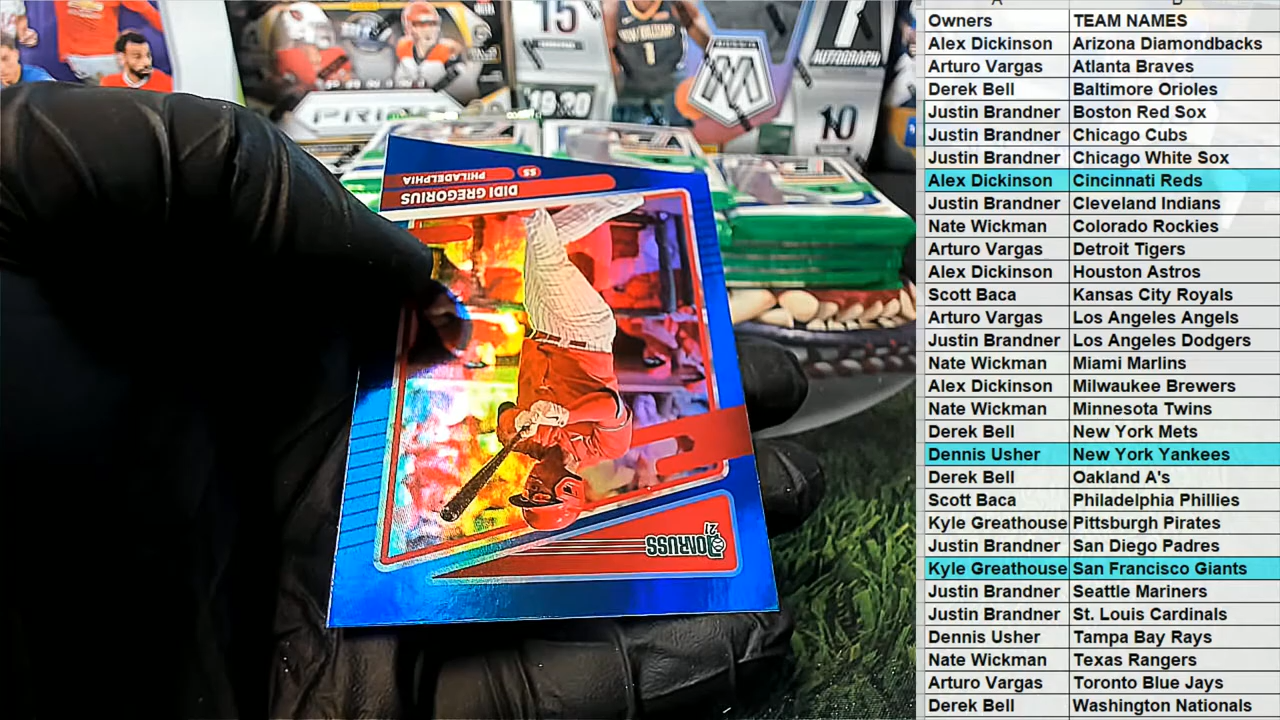 15
NEW ORLEANS
1
AUTOGRAPH
PRIZM
19-20
M
10
PHILADELPHIA
SS
DIDI GREGORIUS
DONRUSS
21
Owners TEAM NAMES
Alex Dickinson Arizona Diamondbacks
Arturo Vargas Atlanta Braves
Derek Bell Baltimore Orioles
Justin Brandner Boston Red Sox
Justin Brandner Chicago Cubs
Justin Brandner Chicago White Sox
Alex Dickinson Cincinnati Reds
Justin Brandner Cleveland Indians
Nate Wickman Colorado Rockies
Arturo Vargas Detroit Tigers
Alex Dickinson Houston Astros
Scott Baca Kansas City Royals
Arturo Vargas Los Angeles Angels
Justin Brandner Los Angeles Dodgers
Nate Wickman Miami Marlins
Alex Dickinson Milwaukee Brewers
Nate Wickman Minnesota Twins
Derek Bell New York Mets
Dennis Usher New York Yankees
Derek Bell Oakland A's
Scott Baca Philadelphia Phillies
Kyle Greathouse Pittsburgh Pirates
Justin Brandner San Diego Padres
Kyle Greathouse San Francisco Giants
Justin Brandner Seattle Mariners
Justin Brandner St. Louis Cardinals
Dennis Usher Tampa Bay Rays
Nate Wickman Texas Rangers
Arturo Vargas Toronto Blue Jays
Derek Bell Washington Nationals